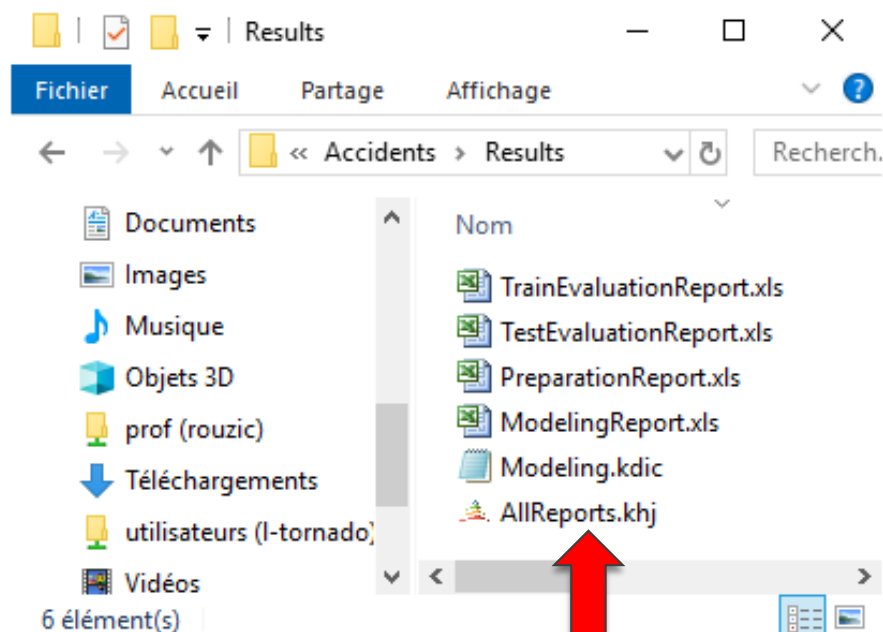 Results
Fichier Accueil Partage Affichage
« Accidents > Results Recherch.
Documents
Images
Musique
Objets 3D
prof (rouzic)
Téléchargements
utilisateurs (l-tornado)
Vidéos
Nom
TrainEvaluationReport.xls
TestEvaluationReport.xls
PreparationReport.xls
ModelingReport.xls
Modeling.kdic
AllReports.khj
6 élément(s)